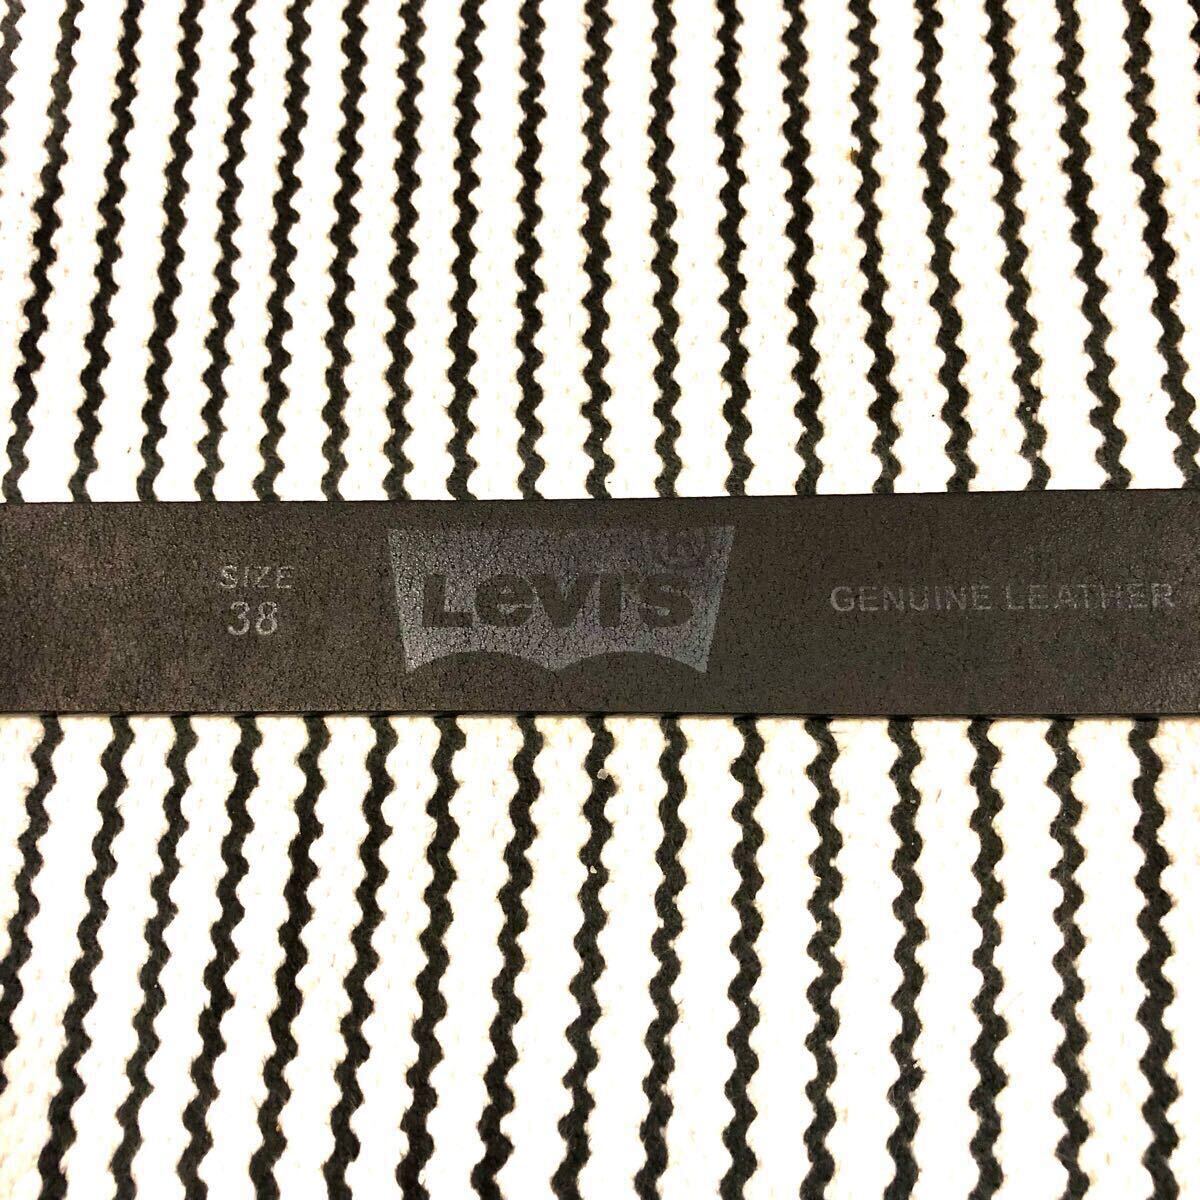 SIZE
38
Levi's ®
GENUINE LEATHER